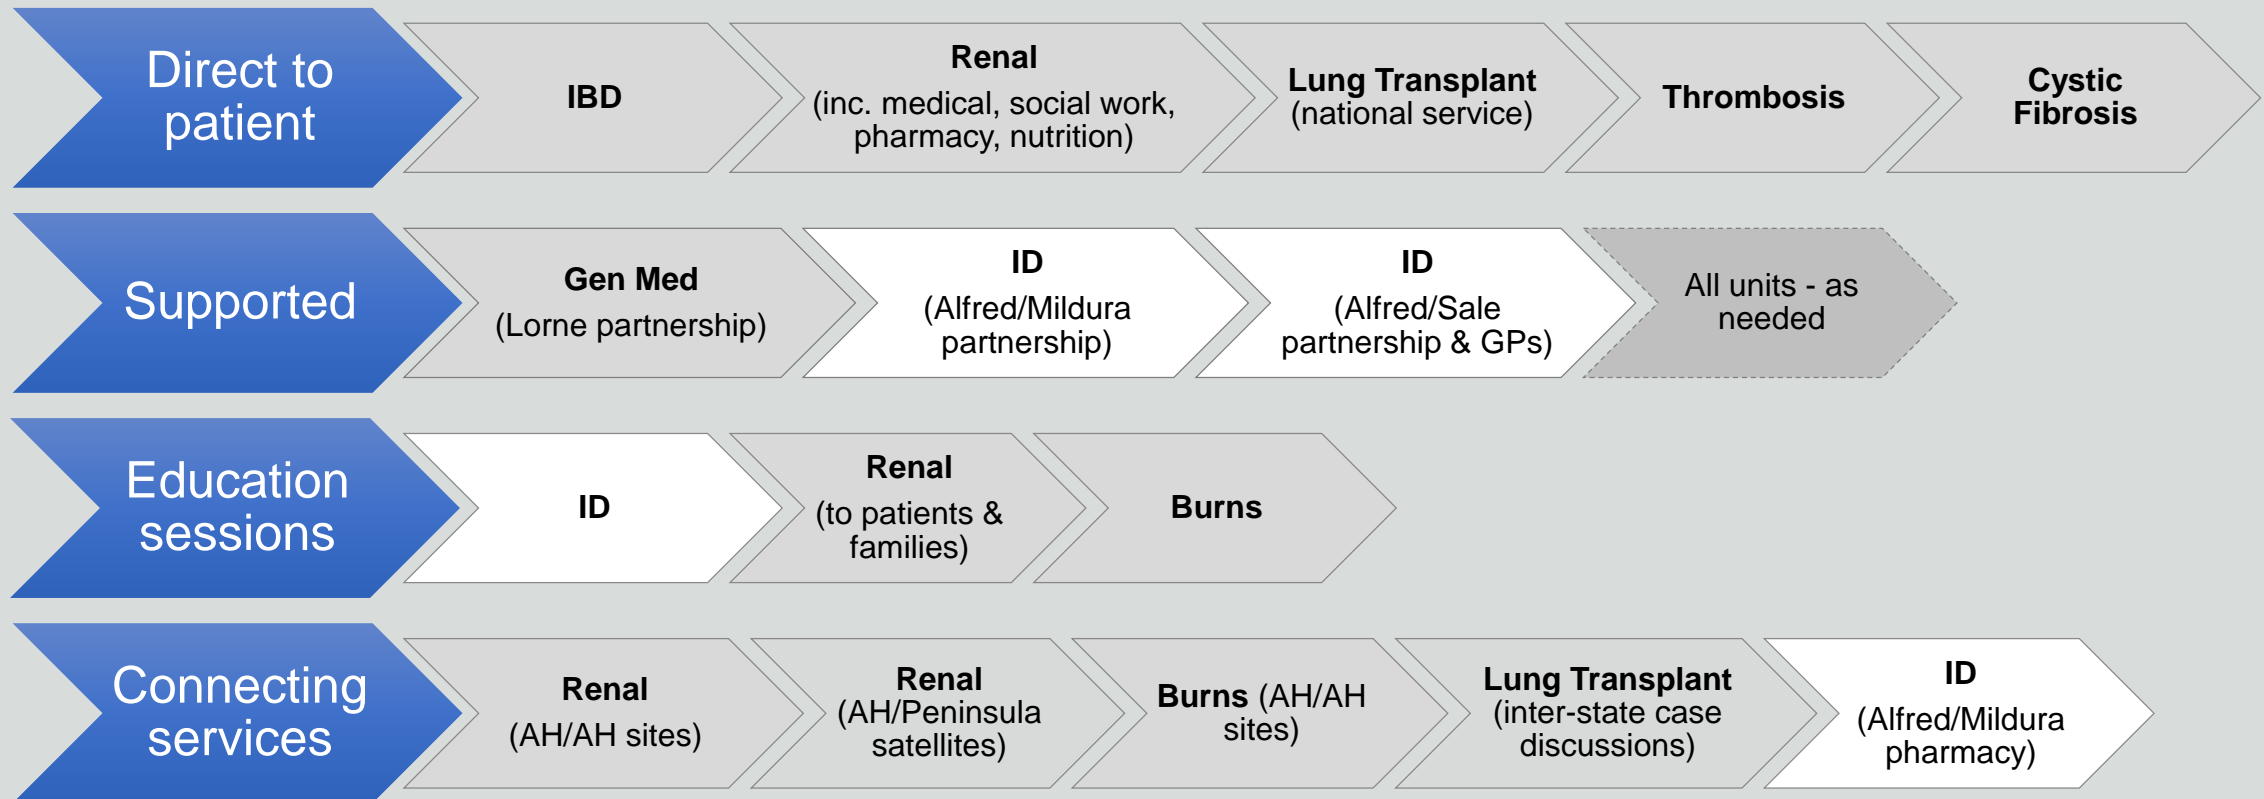 Direct to
patient
IBD
Renal
(inc. medical, social work,
pharmacy, nutrition)
Lung Transplant
(national service)
Thrombosis
Cystic
Fibrosis
Supported
Gen Med
(Lorne partnership)
ID
(Alfred/Mildura
partnership)
ID
(Alfred/Sale
partnership & GPs)
All units - as
needed
Education
sessions
ID
Renal
(to patients &
families)
Burns
Connecting
services
Renal
(AH/AH sites)
Renal
(AH/Peninsula
satellites)
Burns (AH/AH
sites)
Lung Transplant
(inter-state case
discussions)
ID
(Alfred/Mildura
pharmacy)